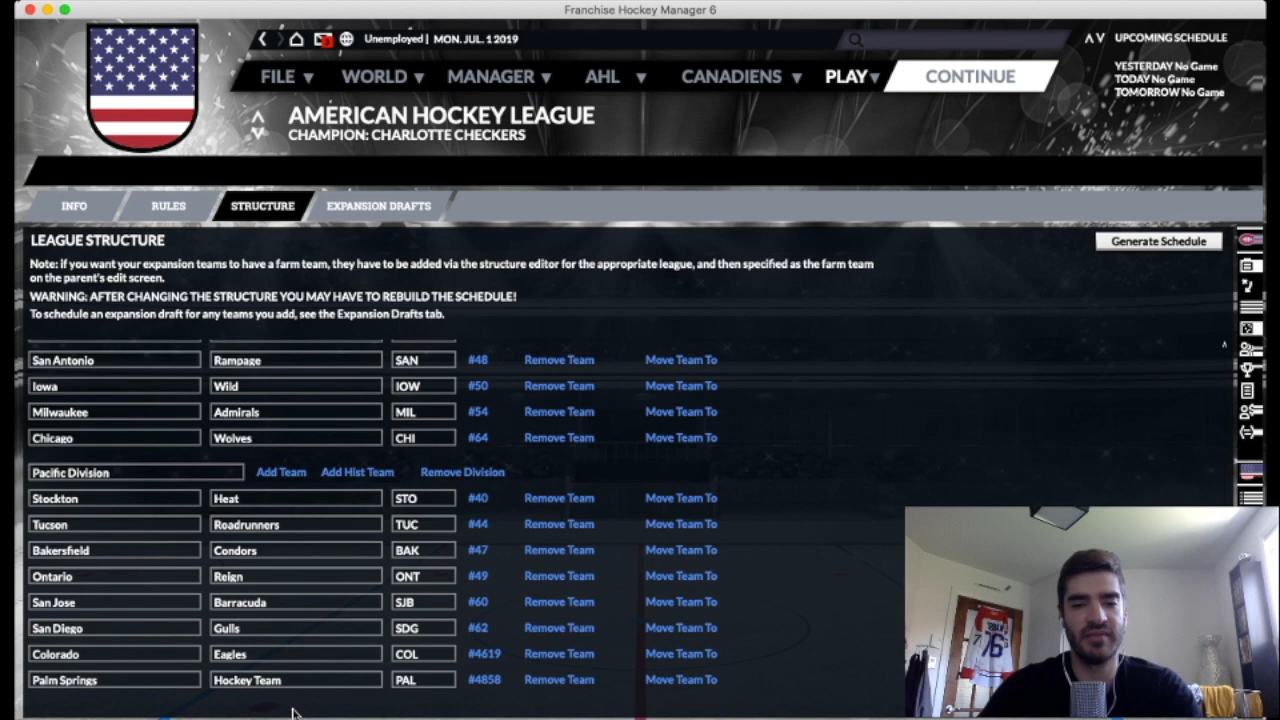 Franchise Hockey Manager 6
Unemployed | MON. JUL. 1 2019
UPCOMING SCHEDULE
YESTERDAY No Game
TODAY No Game
TOMORROW No Game
FILE WORLD MANAGER AHL CANADIENS PLAY CONTINUE
AMERICAN HOCKEY LEAGUE
CHAMPION: CHARLOTTE CHECKERS
INFO RULES STRUCTURE EXPANSION DRAFTS
LEAGUE STRUCTURE
Generate Schedule
Note: if you want your expansion teams to have a farm team, they have to be added via the structure editor for the appropriate league, and then specified as the farm team
on the parent's edit screen.
WARNING: AFTER CHANGING THE STRUCTURE YOU MAY HAVE TO REBUILD THE SCHEDULE!
To schedule an expansion draft for any teams you add, see the Expansion Drafts tab.
San Antonio Rampage SAN #48 Remove Team Move Team To
Iowa Wild IOW #50 Remove Team Move Team To
Milwaukee Admirals MIL #54 Remove Team Move Team To
Chicago Wolves CHI #64 Remove Team Move Team To
Pacific Division Add Team Add Hist Team Remove Division
Stockton Heat STO #40 Remove Team Move Team To
Tucson Roadrunners TUC #44 Remove Team Move Team To
Bakersfield Condors BAK #47 Remove Team Move Team To
Ontario Reign ONT #49 Remove Team Move Team To
San Jose Barracuda SJB #60 Remove Team Move Team To
San Diego Gulls SDG #62 Remove Team Move Team To
Colorado Eagles COL #4619 Remove Team Move Team To
Palm Springs Hockey Team PAL #4858 Remove Team Move Team To
76